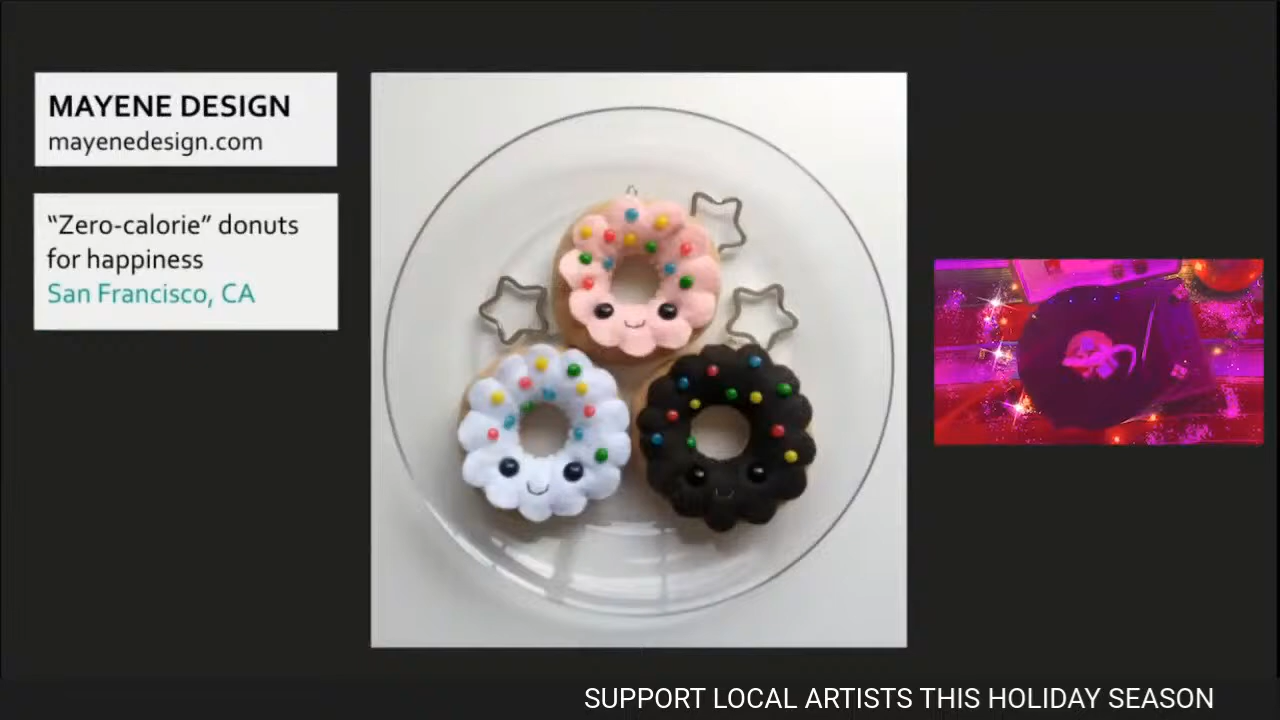 MAYENE DESIGN
mayenedesign.com
“Zero-calorie” donuts
for happiness
San Francisco, CA
SUPPORT LOCAL ARTISTS THIS HOLIDAY SEASON